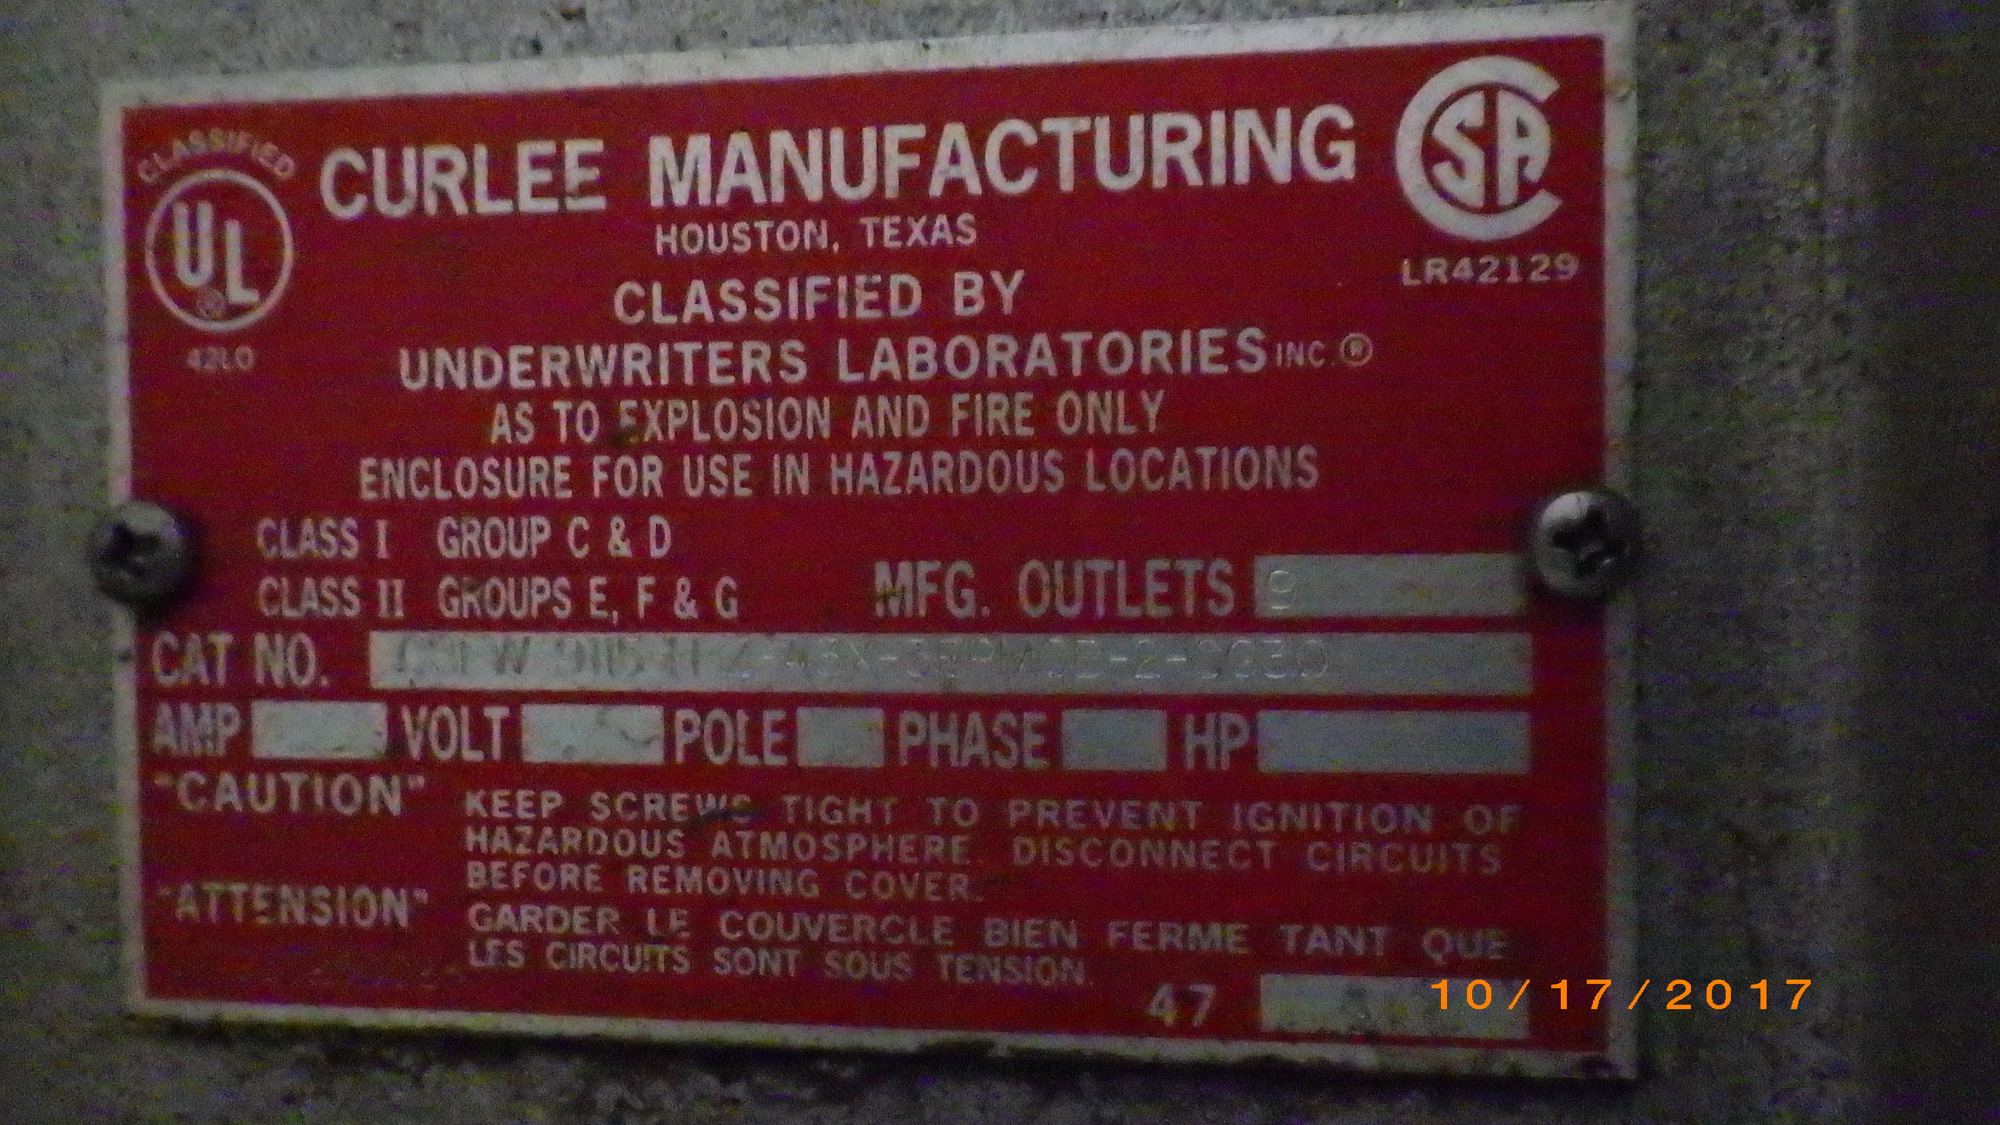 CLASSIFIED
UL
®
42L0
CURLEE MANUFACTURING
HOUSTON, TEXAS
CSA
LR42129
CLASSIFIED BY
UNDERWRITERS LABORATORIES INC.®
AS TO EXPLOSION AND FIRE ONLY
ENCLOSURE FOR USE IN HAZARDOUS LOCATIONS
CLASS I GROUP C & D
CLASS II GROUPS E, F & G
MFG. OUTLETS 9
CAT NO.
AMP VOLT POLE PHASE HP
"CAUTION" KEEP SCREWS TIGHT TO PREVENT IGNITION OF
HAZARDOUS ATMOSPHERE. DISCONNECT CIRCUITS
BEFORE REMOVING COVER.
"ATTENSION" GARDER LE COUVERCLE BIEN FERME TANT QUE
LES CIRCUITS SONT SOUS TENSION.
47
10/17/2017